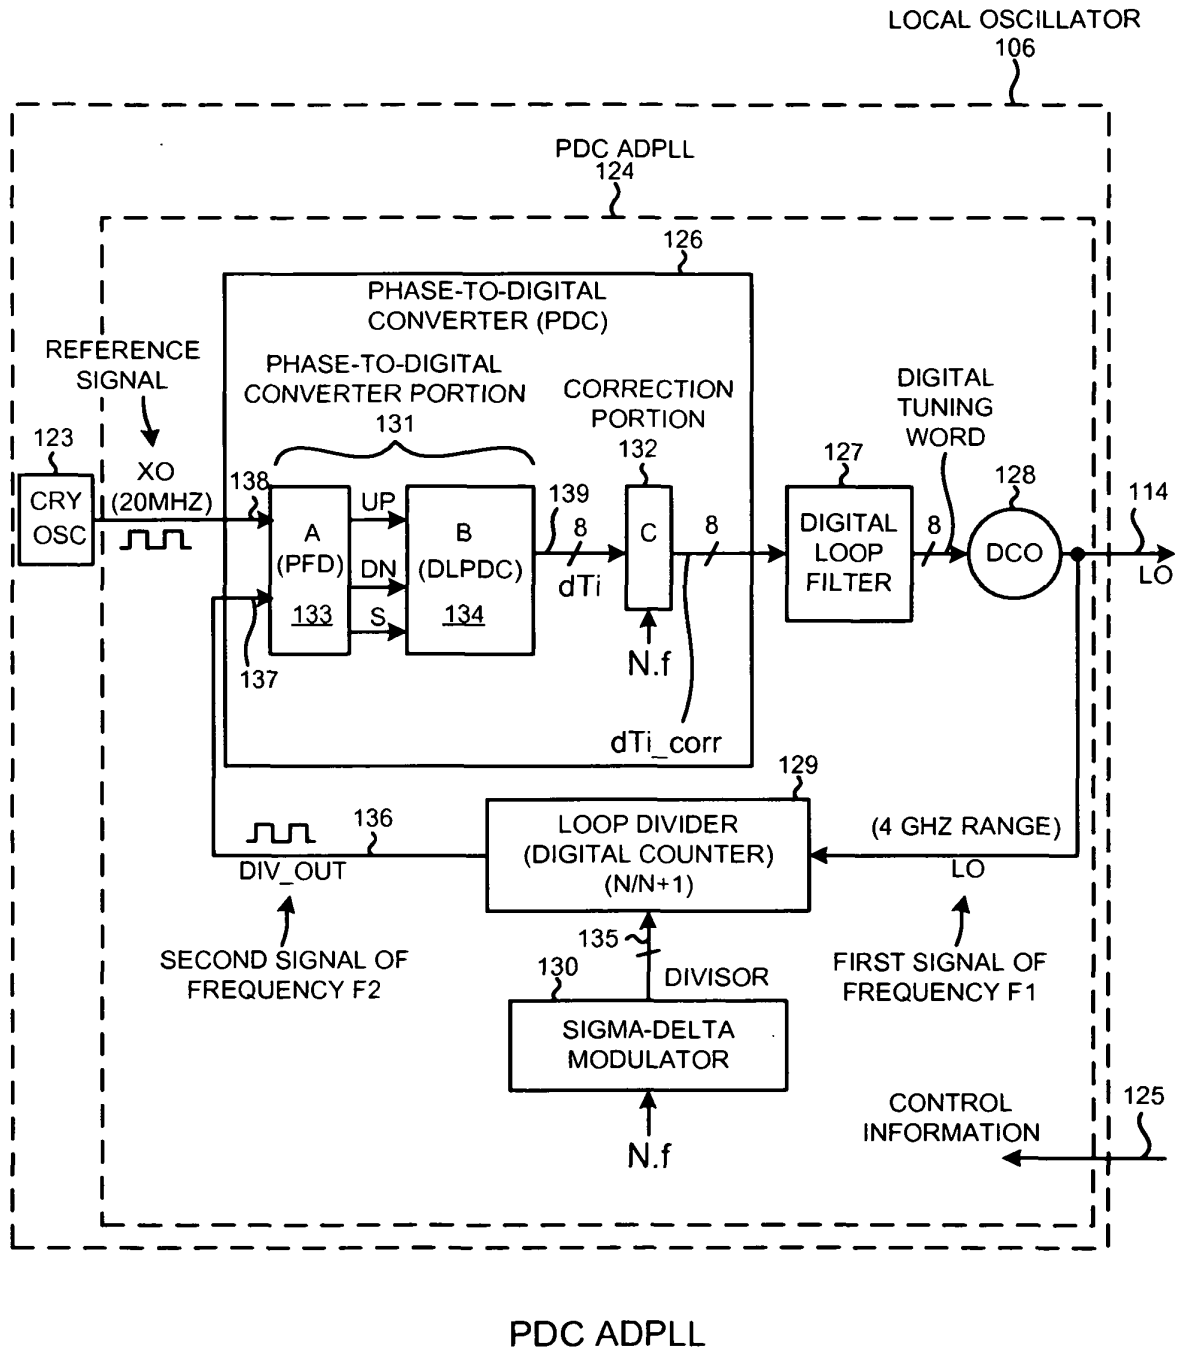 LOCAL OSCILLATOR
106
PDC ADPLL
124
126
PHASE-TO-DIGITAL
CONVERTER (PDC)
REFERENCE
SIGNAL
PHASE-TO-DIGITAL
CONVERTER PORTION
131
CORRECTION
PORTION
132
DIGITAL
TUNING
WORD
123
CRY
OSC
XO
(20MHZ)
138
A
(PFD)
133
UP
DN
S
B
(DLPDC)
134
139
8
dTi
C
8
N.f
dTi_corr
127
DIGITAL
LOOP
FILTER
8
128
DCO
114
LO
137
129
LOOP DIVIDER
(DIGITAL COUNTER)
(N/N+1)
136
DIV_OUT
(4 GHZ RANGE)
LO
SECOND SIGNAL OF
FREQUENCY F2
135
DIVISOR
FIRST SIGNAL OF
FREQUENCY F1
130
SIGMA-DELTA
MODULATOR
N.f
CONTROL
INFORMATION
125
PDC ADPLL